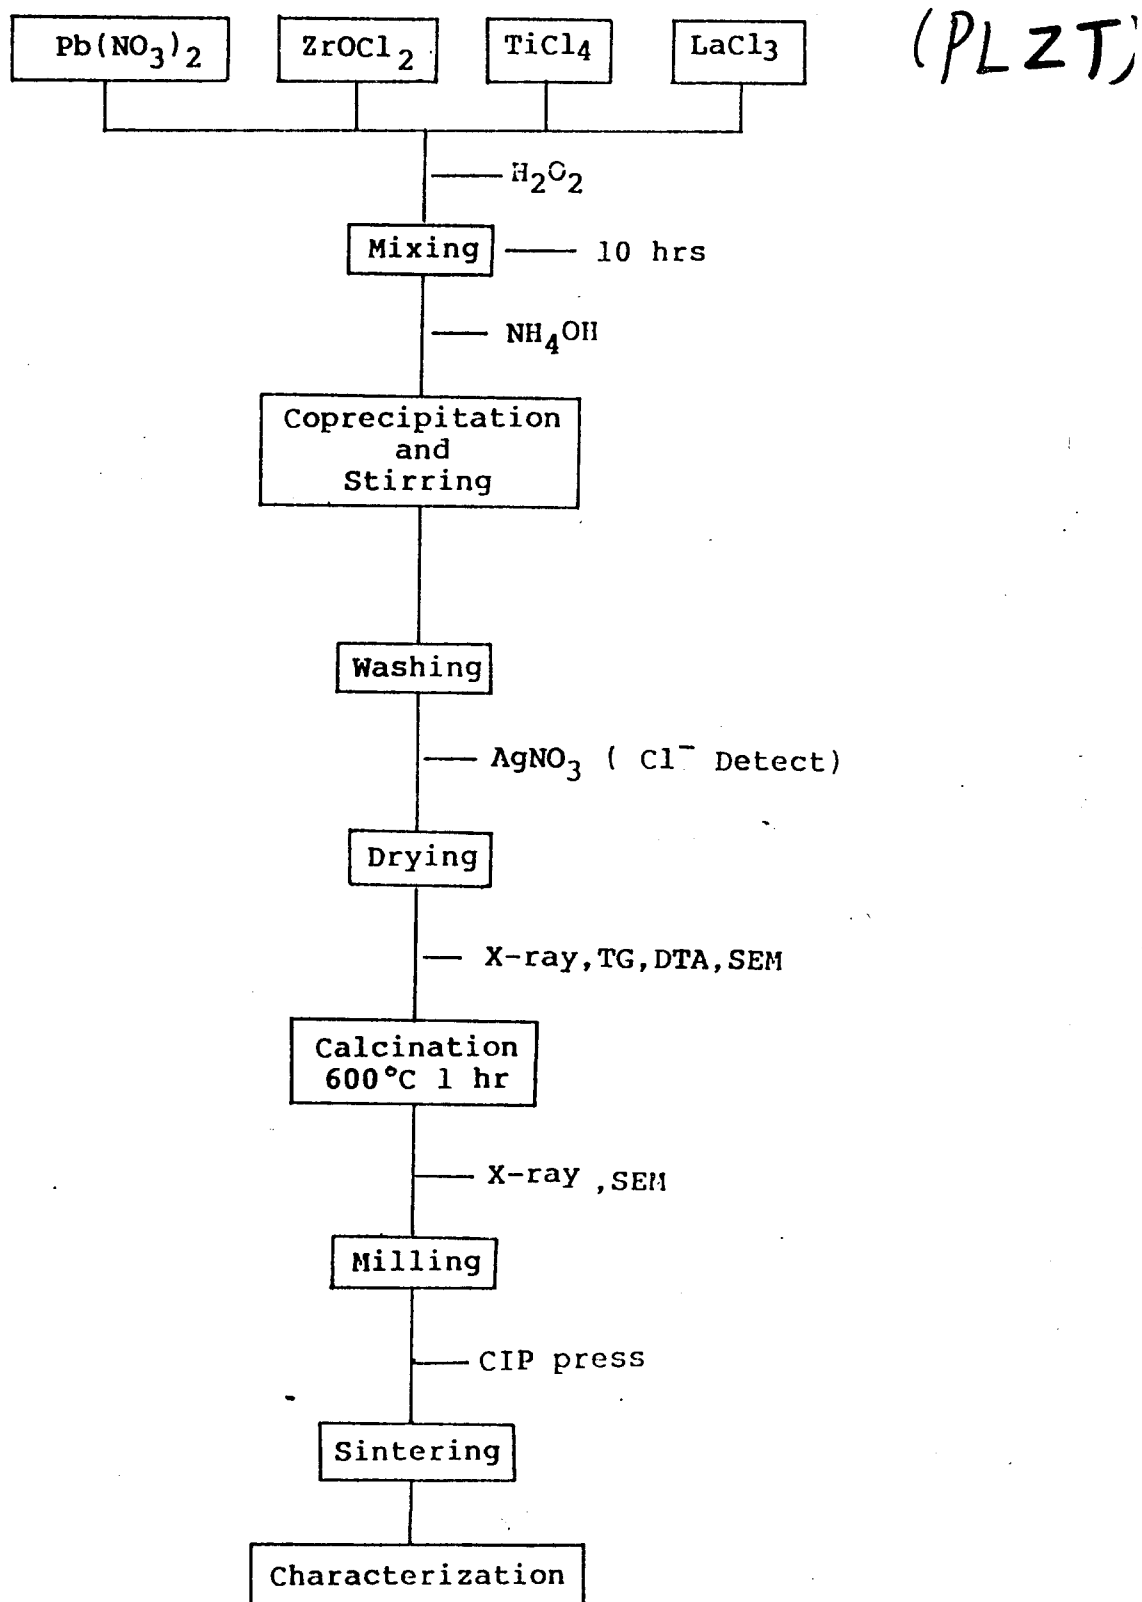 Pb(NO3)2 ZrOCl2 TiCl4 LaCl3 (PLZT)
H2O2
Mixing 10 hrs
NH4OH
Coprecipitation
and
Stirring
Washing
AgNO3 ( Cl⁻ Detect)
Drying
X-ray,TG,DTA,SEM
Calcination
600°C 1 hr
X-ray ,SEM
Milling
CIP press
Sintering
Characterization